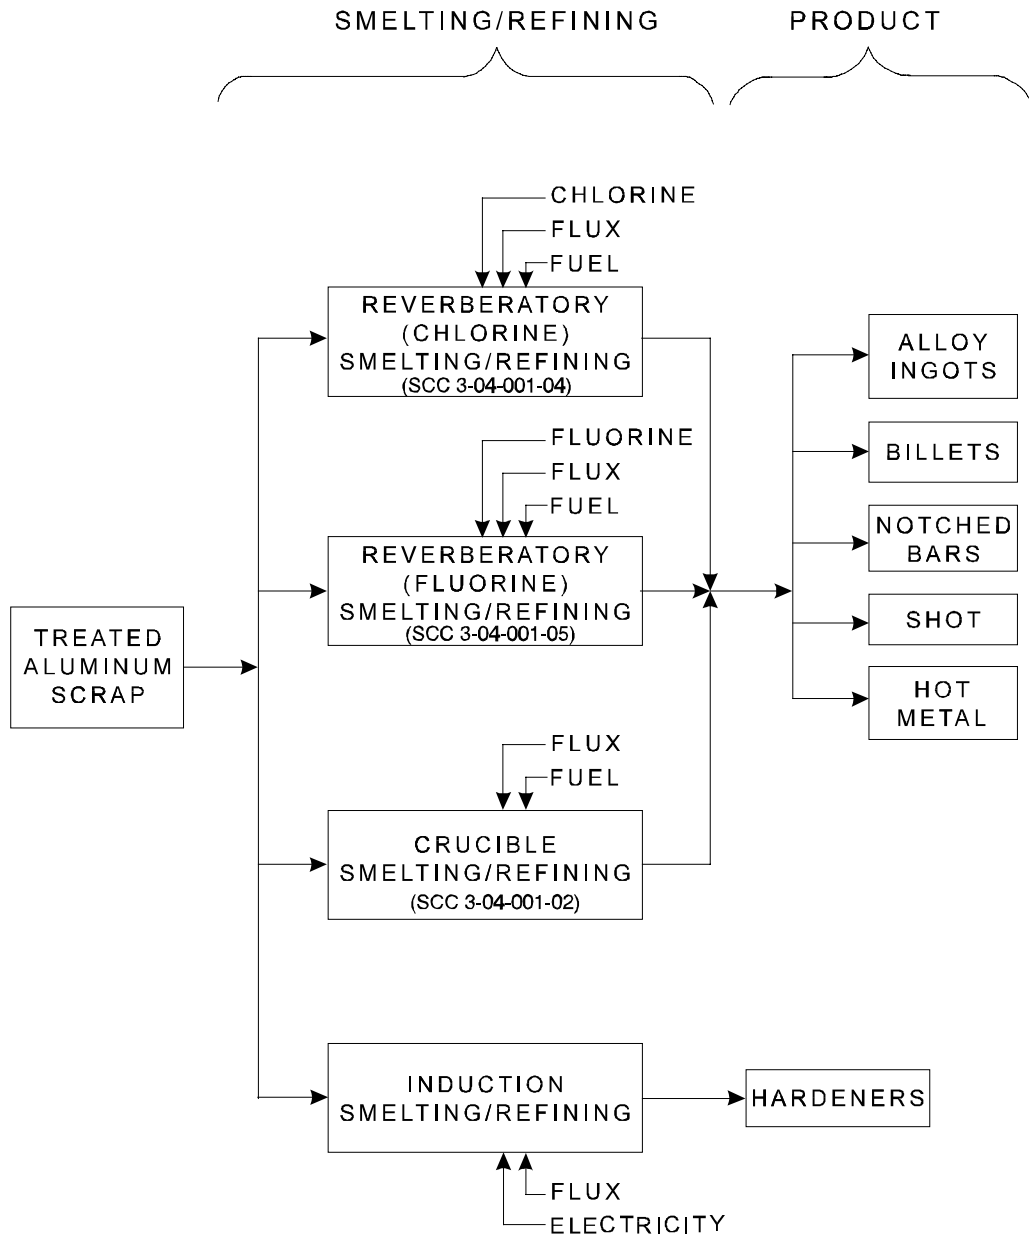 SMELTING/REFINING
PRODUCT
CHLORINE
FLUX
FUEL
REVERBERATORY
(CHLORINE)
SMELTING/REFINING
(SCC 3-04-001-04)
ALLOY
INGOTS
FLUORINE
FLUX
FUEL
BILLETS
REVERBERATORY
(FLUORINE)
SMELTING/REFINING
(SCC 3-04-001-05)
NOTCHED
BARS
SHOT
TREATED
ALUMINUM
SCRAP
HOT
METAL
FLUX
FUEL
CRUCIBLE
SMELTING/REFINING
(SCC 3-04-001-02)
INDUCTION
SMELTING/REFINING
HARDENERS
FLUX
ELECTRICITY